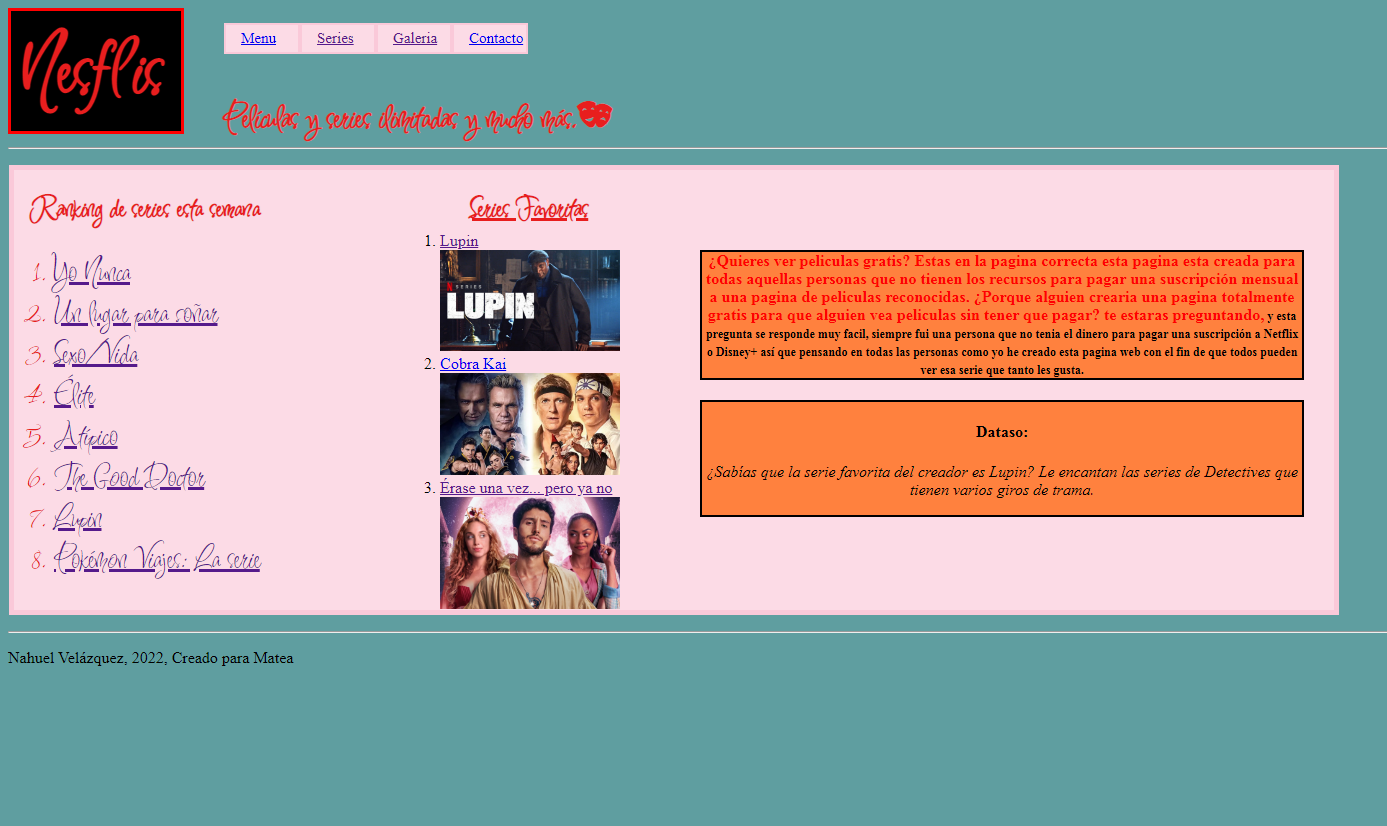 Nesflis
Menu
Series
Galeria
Contacto
Películas y series ilimitadas y mucho más.
Ranking de series esta semana
1. Yo Nunca
2. Un lugar para soñar
3. Sexo/Vida
4. Élite
5. Atípico
6. The Good Doctor
7. Lupin
8. Pokémon Viajes: La serie
Series Favoritas
1. Lupin
N SERIES
LUPIN
2. Cobra Kai
3. Érase una vez... pero ya no
¿Quieres ver peliculas gratis? Estas en la pagina correcta esta pagina esta creada para
todas aquellas personas que no tienen los recursos para pagar una suscripción mensual
a una pagina de peliculas reconocidas. ¿Porque alguien crearia una pagina totalmente
gratis para que alguien vea peliculas sin tener que pagar? te estaras preguntando, y esta
pregunta se responde muy facil, siempre fui una persona que no tenia el dinero para pagar una suscripción a Netflix
o Disney+ así que pensando en todas las personas como yo he creado esta pagina web con el fin de que todos pueden
ver esa serie que tanto les gusta.
Dataso:
¿Sabías que la serie favorita del creador es Lupin? Le encantan las series de Detectives que
tienen varios giros de trama.
Nahuel Velázquez, 2022, Creado para Matea